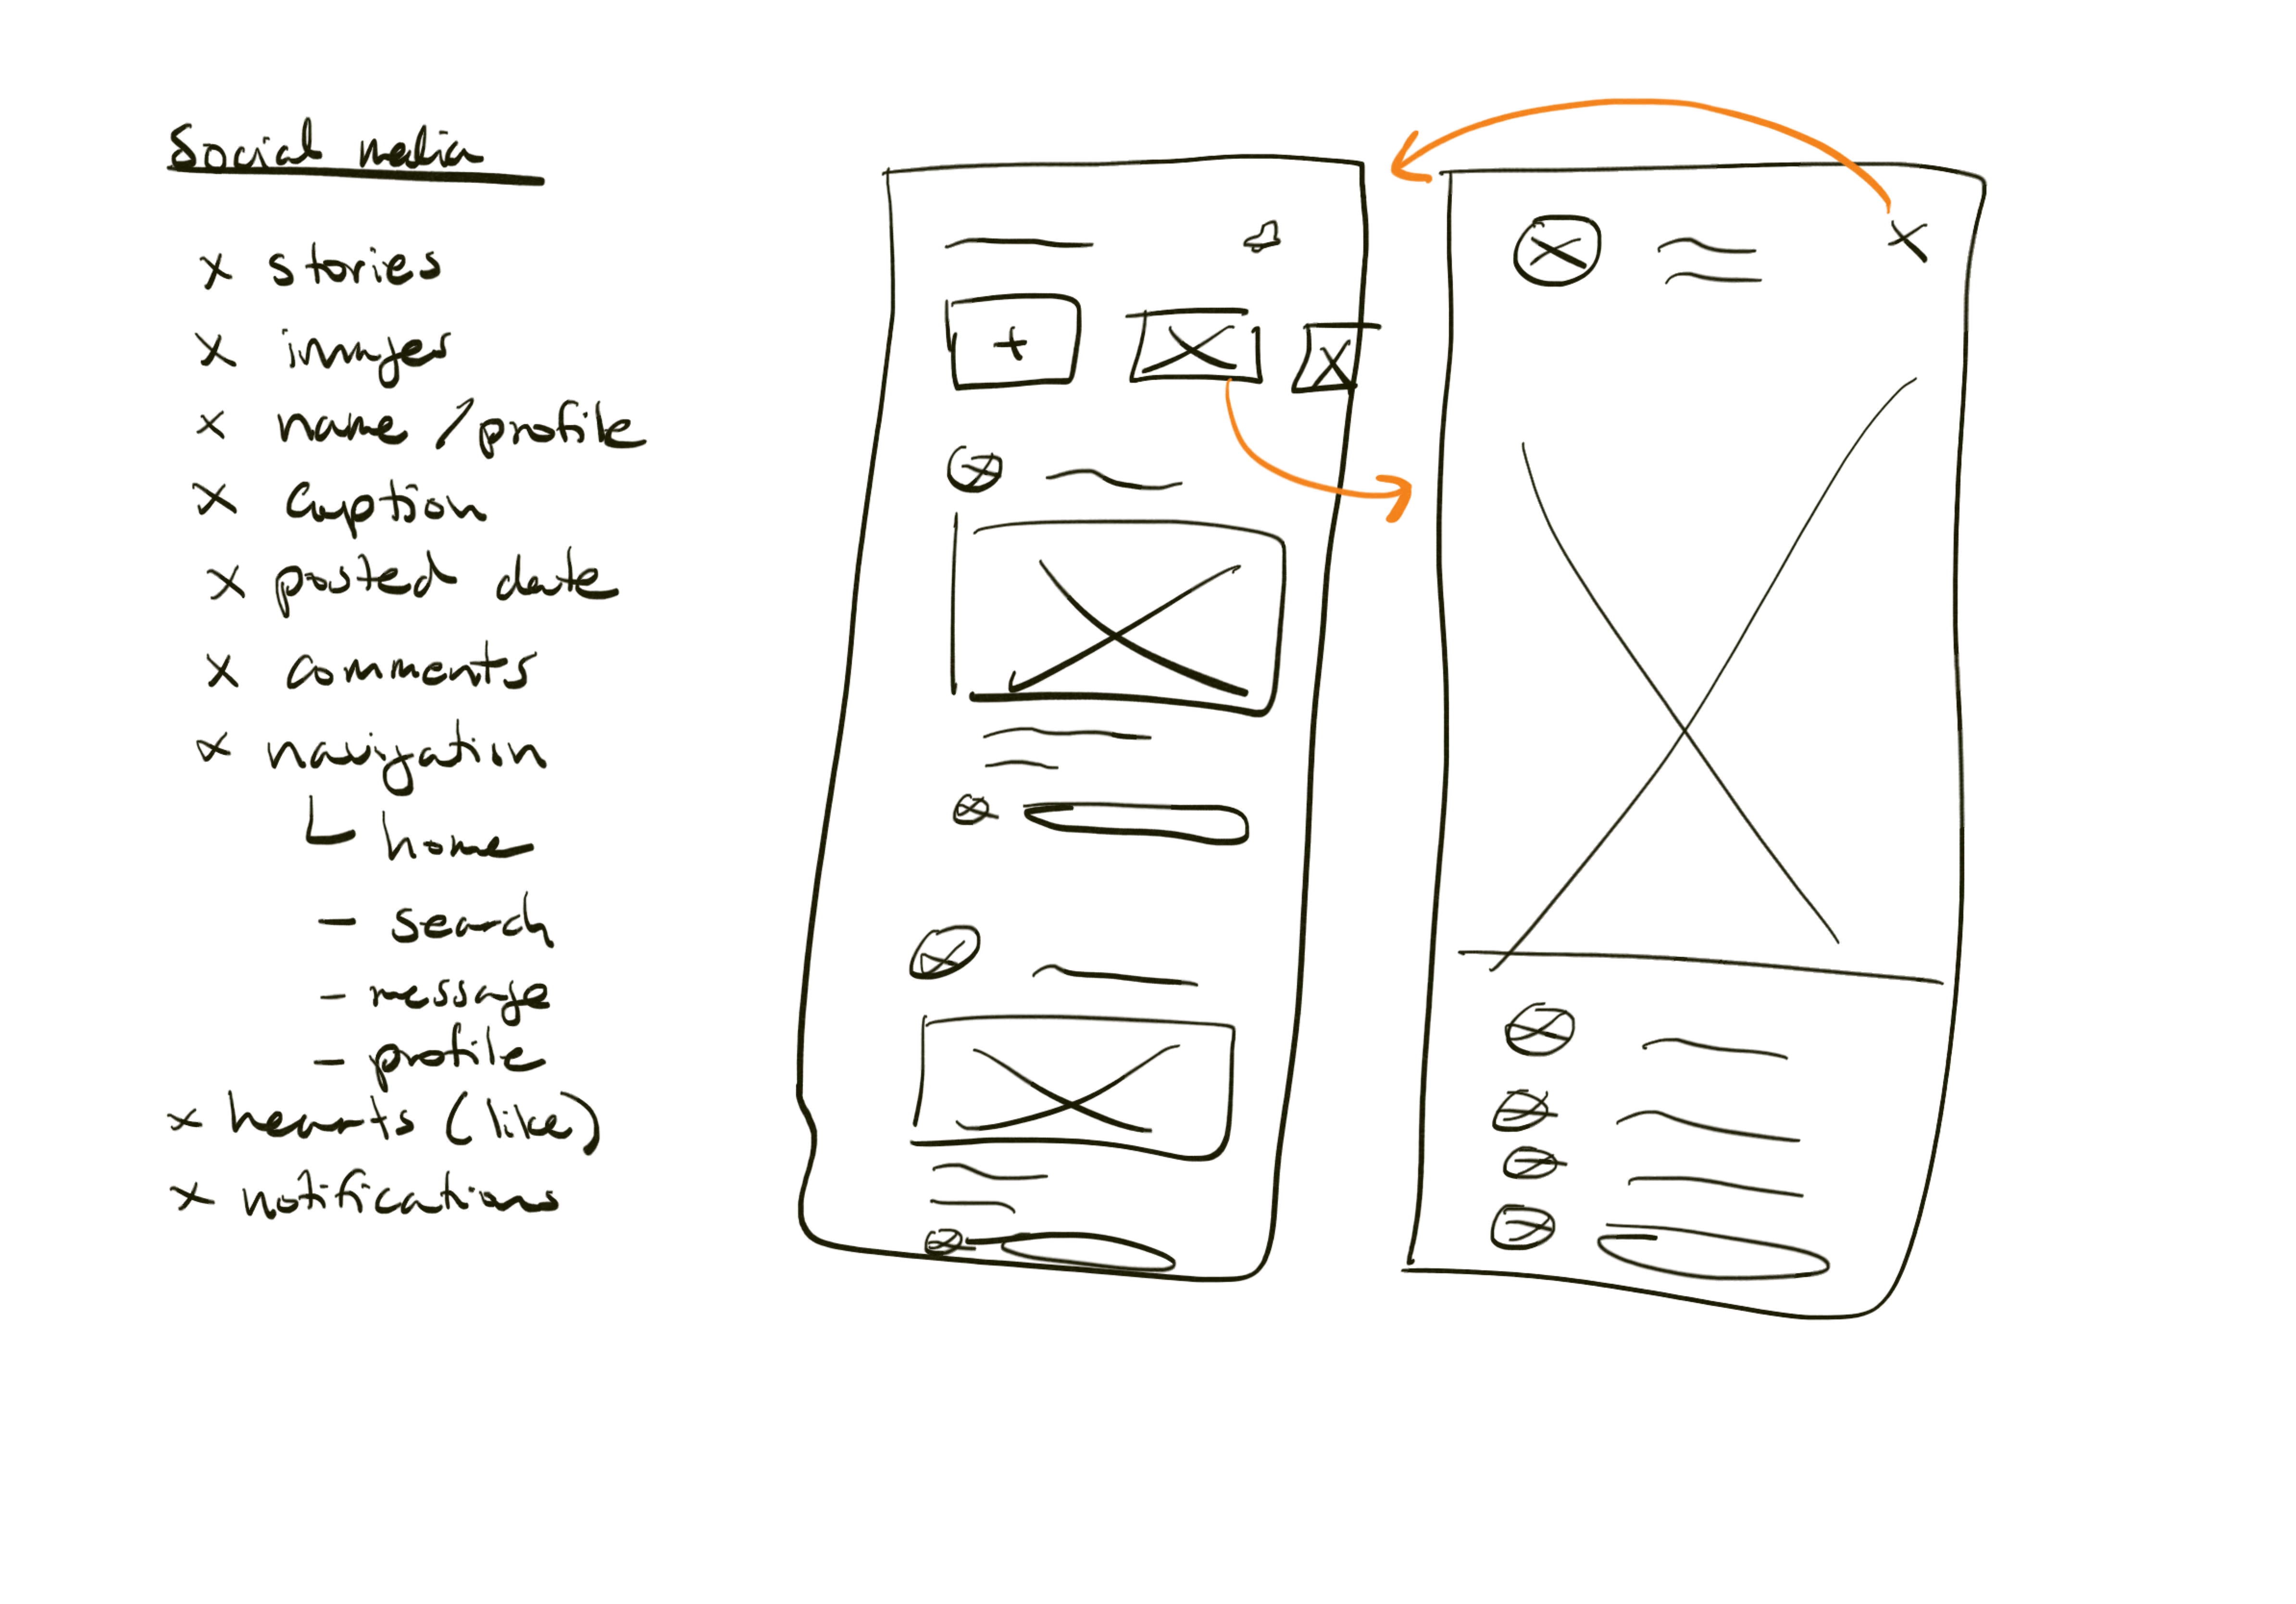 Social media
x stories
x images
x name / profile
x caption
x posted date
x comments
x navigation
home
- search
- message
- profile
x hearts (like)
x notifications